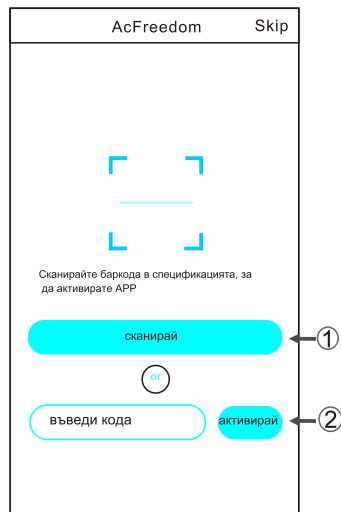 AcFreedom Skip
Сканирайте баркода в спецификацията, за
да активирате APP
сканирай
①
or
въведи кода
активирай
②